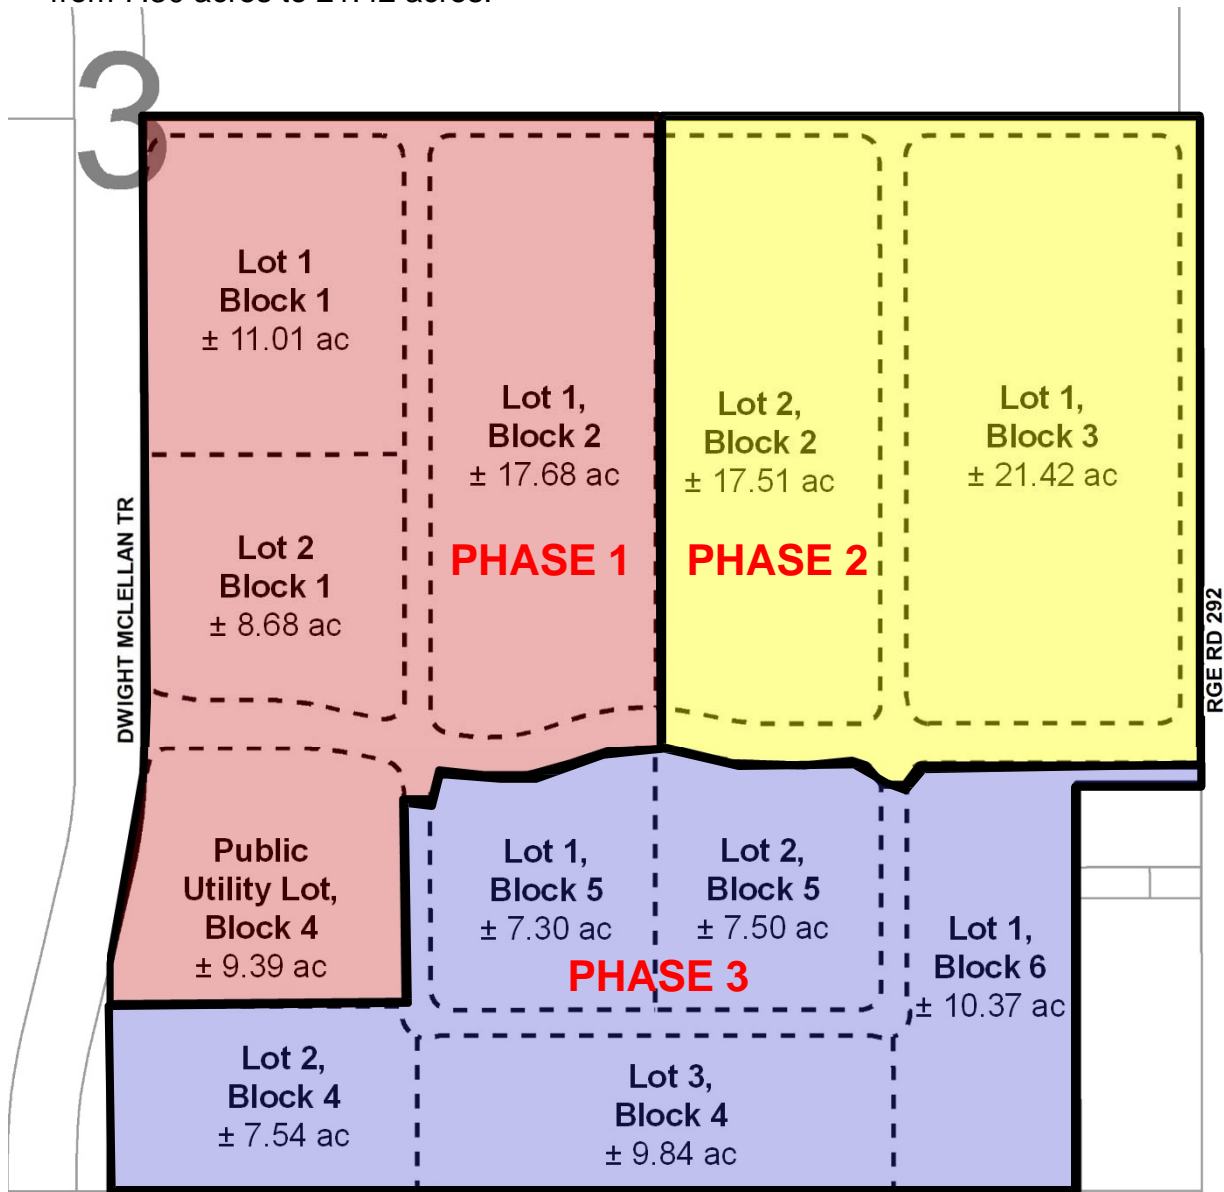 3
Lot 1
Block 1
± 11.01 ac
Lot 1,
Block 2
± 17.68 ac
Lot 2,
Block 2
± 17.51 ac
Lot 1,
Block 3
± 21.42 ac
Lot 2
Block 1
± 8.68 ac
PHASE 1
PHASE 2
DWIGHT MCLELLAN TR
RGE RD 292
Public
Utility Lot,
Block 4
± 9.39 ac
Lot 1,
Block 5
± 7.30 ac
Lot 2,
Block 5
± 7.50 ac
Lot 1,
Block 6
± 10.37 ac
PHASE 3
Lot 2,
Block 4
± 7.54 ac
Lot 3,
Block 4
± 9.84 ac